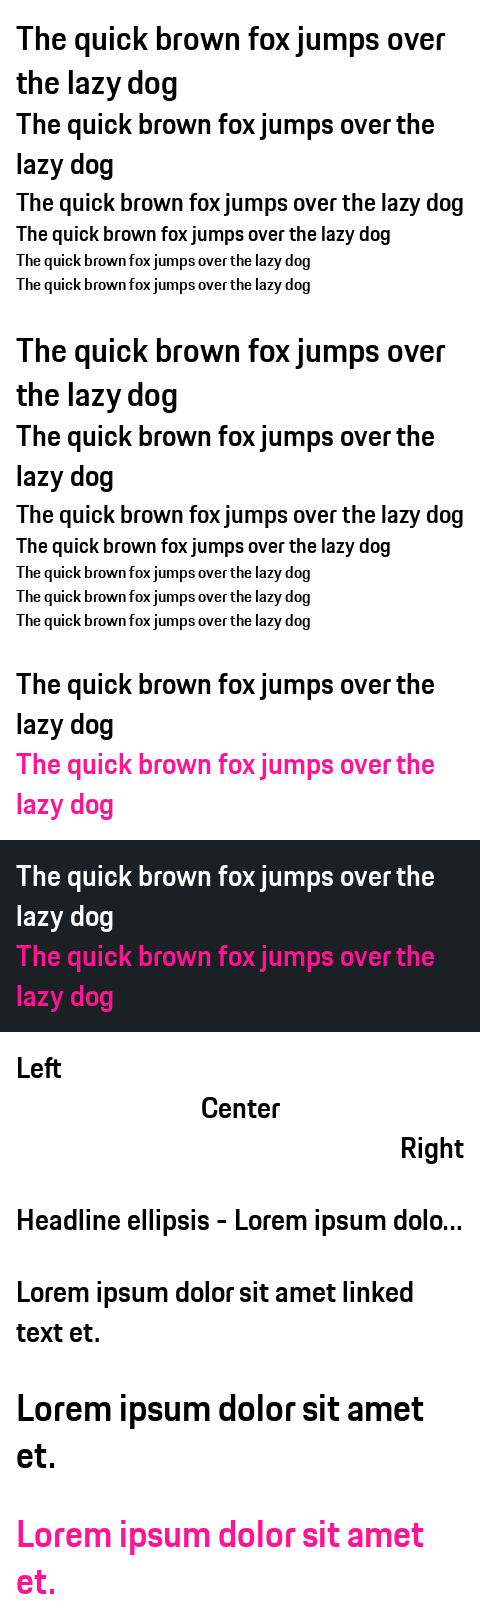 The quick brown fox jumps over
the lazy dog
The quick brown fox jumps over the
lazy dog
The quick brown fox jumps over the lazy dog
The quick brown fox jumps over the lazy dog
The quick brown fox jumps over the lazy dog
The quick brown fox jumps over the lazy dog
The quick brown fox jumps over
the lazy dog
The quick brown fox jumps over the
lazy dog
The quick brown fox jumps over the lazy dog
The quick brown fox jumps over the lazy dog
The quick brown fox jumps over the lazy dog
The quick brown fox jumps over the lazy dog
The quick brown fox jumps over the lazy dog
The quick brown fox jumps over the
lazy dog
The quick brown fox jumps over the
lazy dog
The quick brown fox jumps over the
lazy dog
The quick brown fox jumps over the
lazy dog
Left
Center
Right
Headline ellipsis - Lorem ipsum dolo...
Lorem ipsum dolor sit amet linked
text et.
Lorem ipsum dolor sit amet
et.
Lorem ipsum dolor sit amet
et.